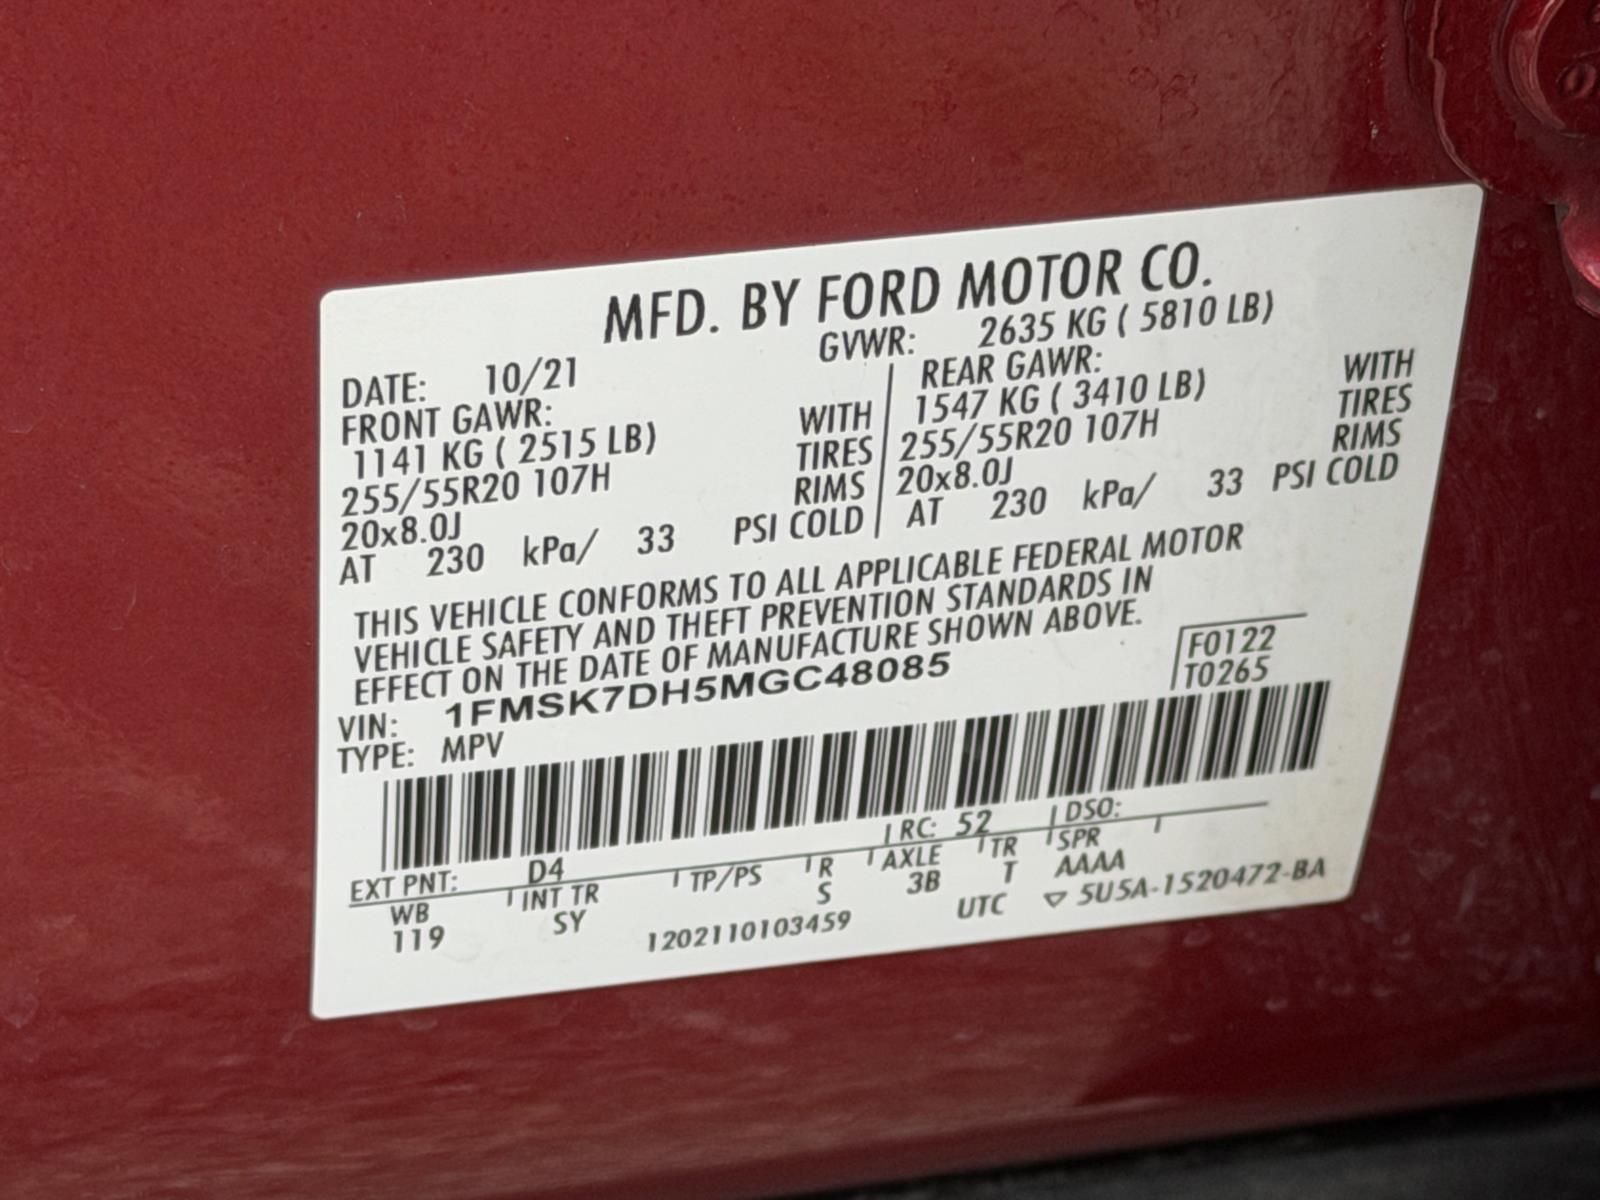 MFD. BY FORD MOTOR CO.
DATE: 10/21 GVWR: 2635 KG ( 5810 LB)
FRONT GAWR: REAR GAWR:
1141 KG ( 2515 LB) WITH 1547 KG ( 3410 LB) WITH
255/55R20 107H TIRES 255/55R20 107H TIRES
20x8.0J RIMS 20x8.0J RIMS
AT 230 kPa/ 33 PSI COLD AT 230 kPa/ 33 PSI COLD
THIS VEHICLE CONFORMS TO ALL APPLICABLE FEDERAL MOTOR
VEHICLE SAFETY AND THEFT PREVENTION STANDARDS IN
EFFECT ON THE DATE OF MANUFACTURE SHOWN ABOVE.
VIN: 1FMSK7DH5MGC48085 F0122
TYPE: MPV T0265
EXT PNT: D4 RC: 52 DSO:
WB INT TR TP/PS R AXLE TR SPR
119 SY S 3B T AAAA
1202110103459 UTC ▽ 5U5A-1520472-BA